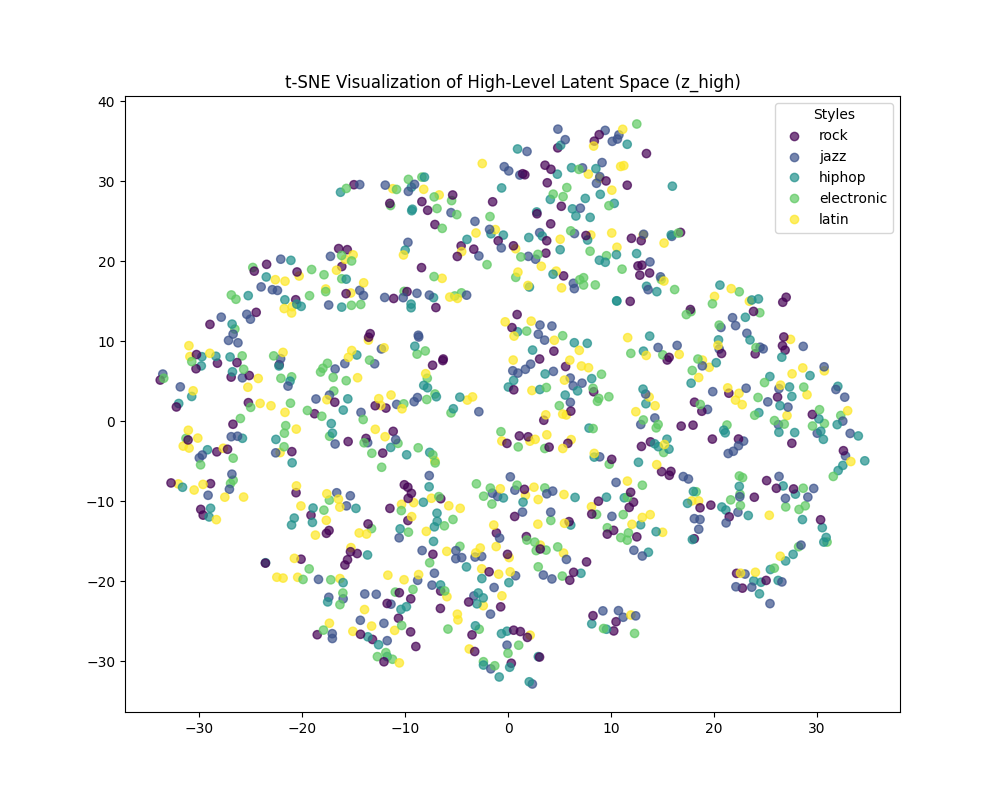 t-SNE Visualization of High-Level Latent Space (z_high)
Styles
rock
jazz
hiphop
electronic
latin
40
30
20
10
0
−10
−20
−30
−30
−20
−10
0
10
20
30